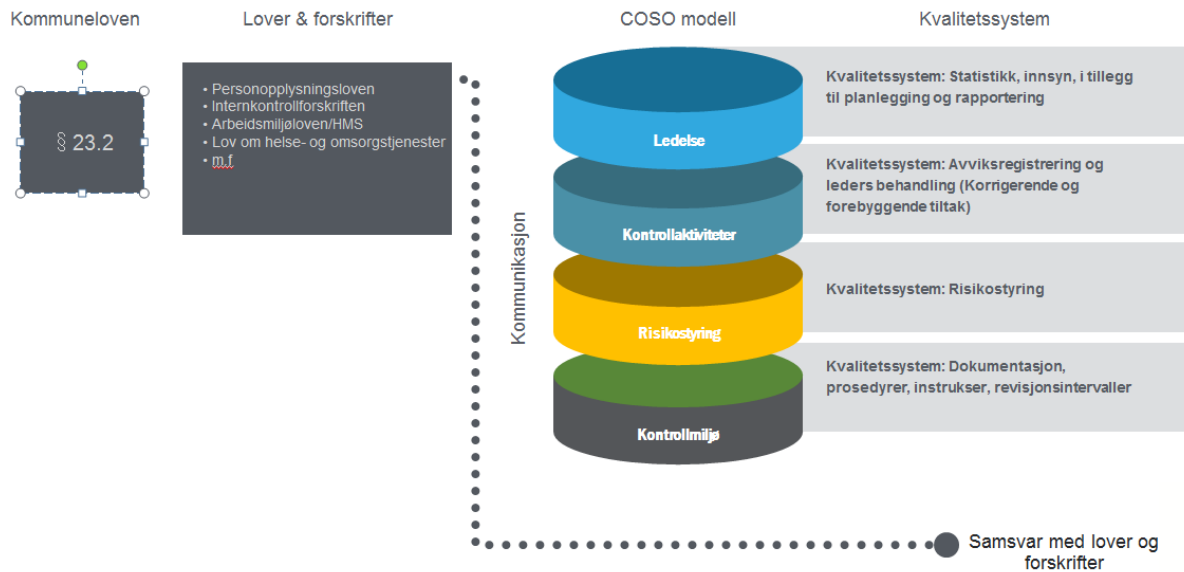 Kommuneloven
Lover & forskrifter
COSO modell
Kvalitetssystem
§ 23.2
• Personopplysningsloven
• Internkontrollforskriften
• Arbeidsmiljøloven/HMS
• Lov om helse- og omsorgstjenester
• m.f
Kommunikasjon
Ledelse
Kontrollaktiviteter
Risikostyring
Kontrollmiljø
Kvalitetssystem: Statistikk, innsyn, i tillegg
til planlegging og rapportering
Kvalitetssystem: Avviksregistrering og
leders behandling (Korrigerende og
forebyggende tiltak)
Kvalitetssystem: Risikostyring
Kvalitetssystem: Dokumentasjon,
prosedyrer, instrukser, revisjonsintervaller
Samsvar med lover og
forskrifter